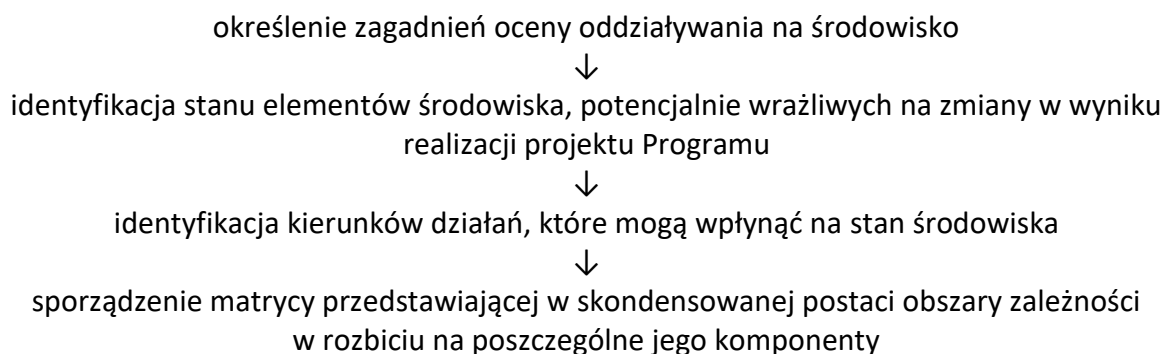 określenie zagadnień oceny oddziaływania na środowisko
↓
identyfikacja stanu elementów środowiska, potencjalnie wrażliwych na zmiany w wyniku
realizacji projektu Programu
↓
identyfikacja kierunków działań, które mogą wpłynąć na stan środowiska
↓
sporządzenie matrycy przedstawiającej w skondensowanej postaci obszary zależności
w rozbiciu na poszczególne jego komponenty